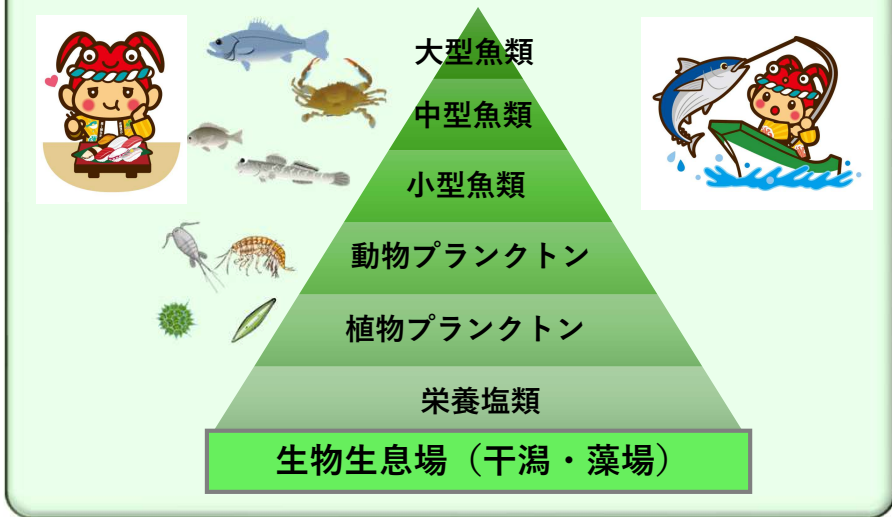 大型魚類
中型魚類
小型魚類
動物プランクトン
植物プランクトン
栄養塩類
生物生息場（干潟・藻場）